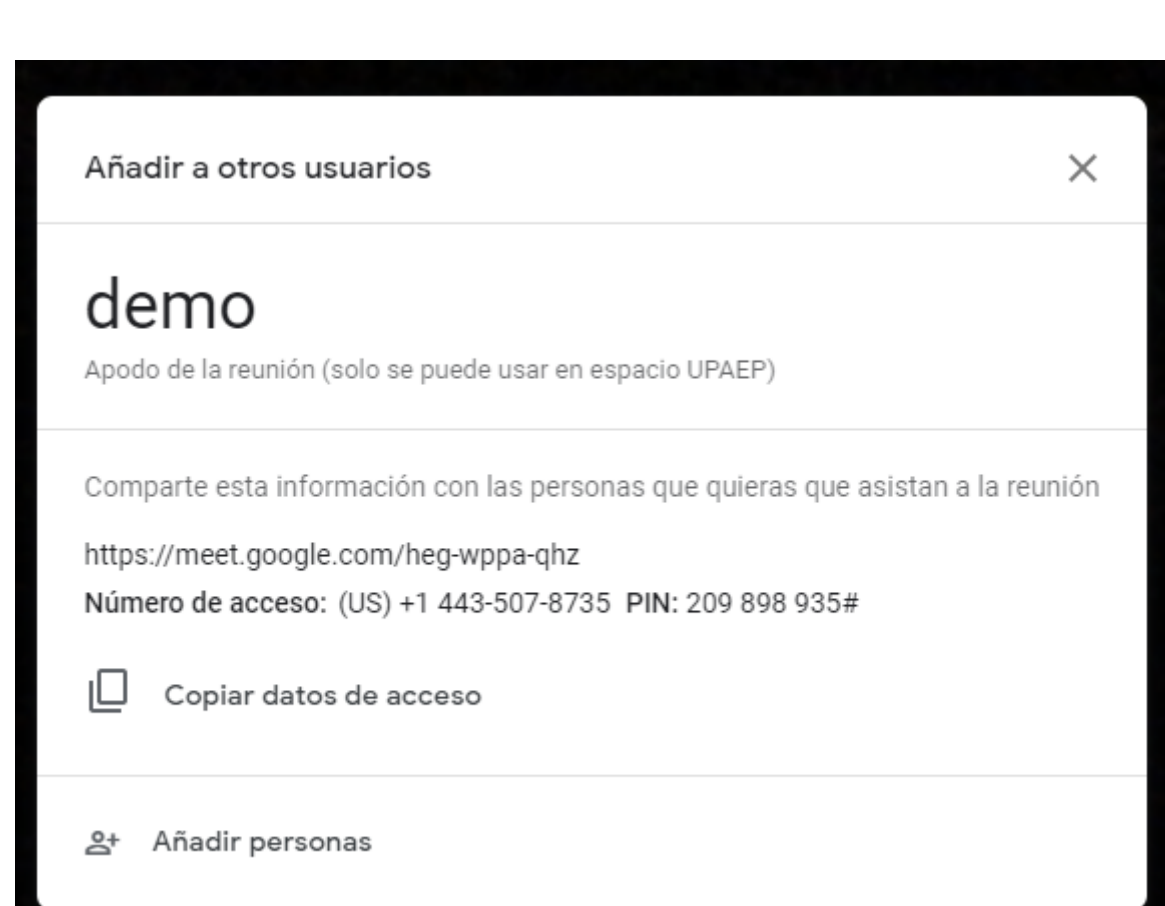 Añadir a otros usuarios
demo
Apodo de la reunión (solo se puede usar en espacio UPAEP)
Comparte esta información con las personas que quieras que asistan a la reunión
https://meet.google.com/heg-wppa-qhz
Número de acceso: (US) +1 443-507-8735 PIN: 209 898 935#
Copiar datos de acceso
Añadir personas